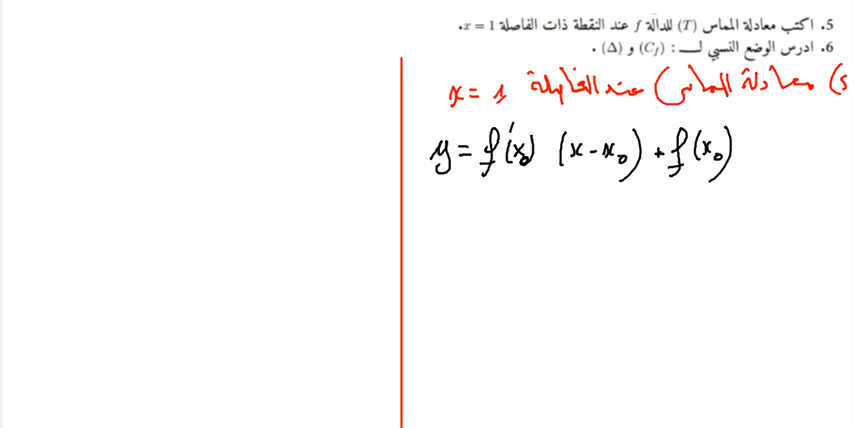 5. اكتب معادلة المماس (T) للدالة f عند النقطة ذات الفاصلة x = 1.
6. ادرس الوضع النسبي لـــ : (C_f) و (Δ) .
5) معادلة المماس عند الفاصلة x = 1
y = f'(x₀) (x - x₀) + f(x₀)